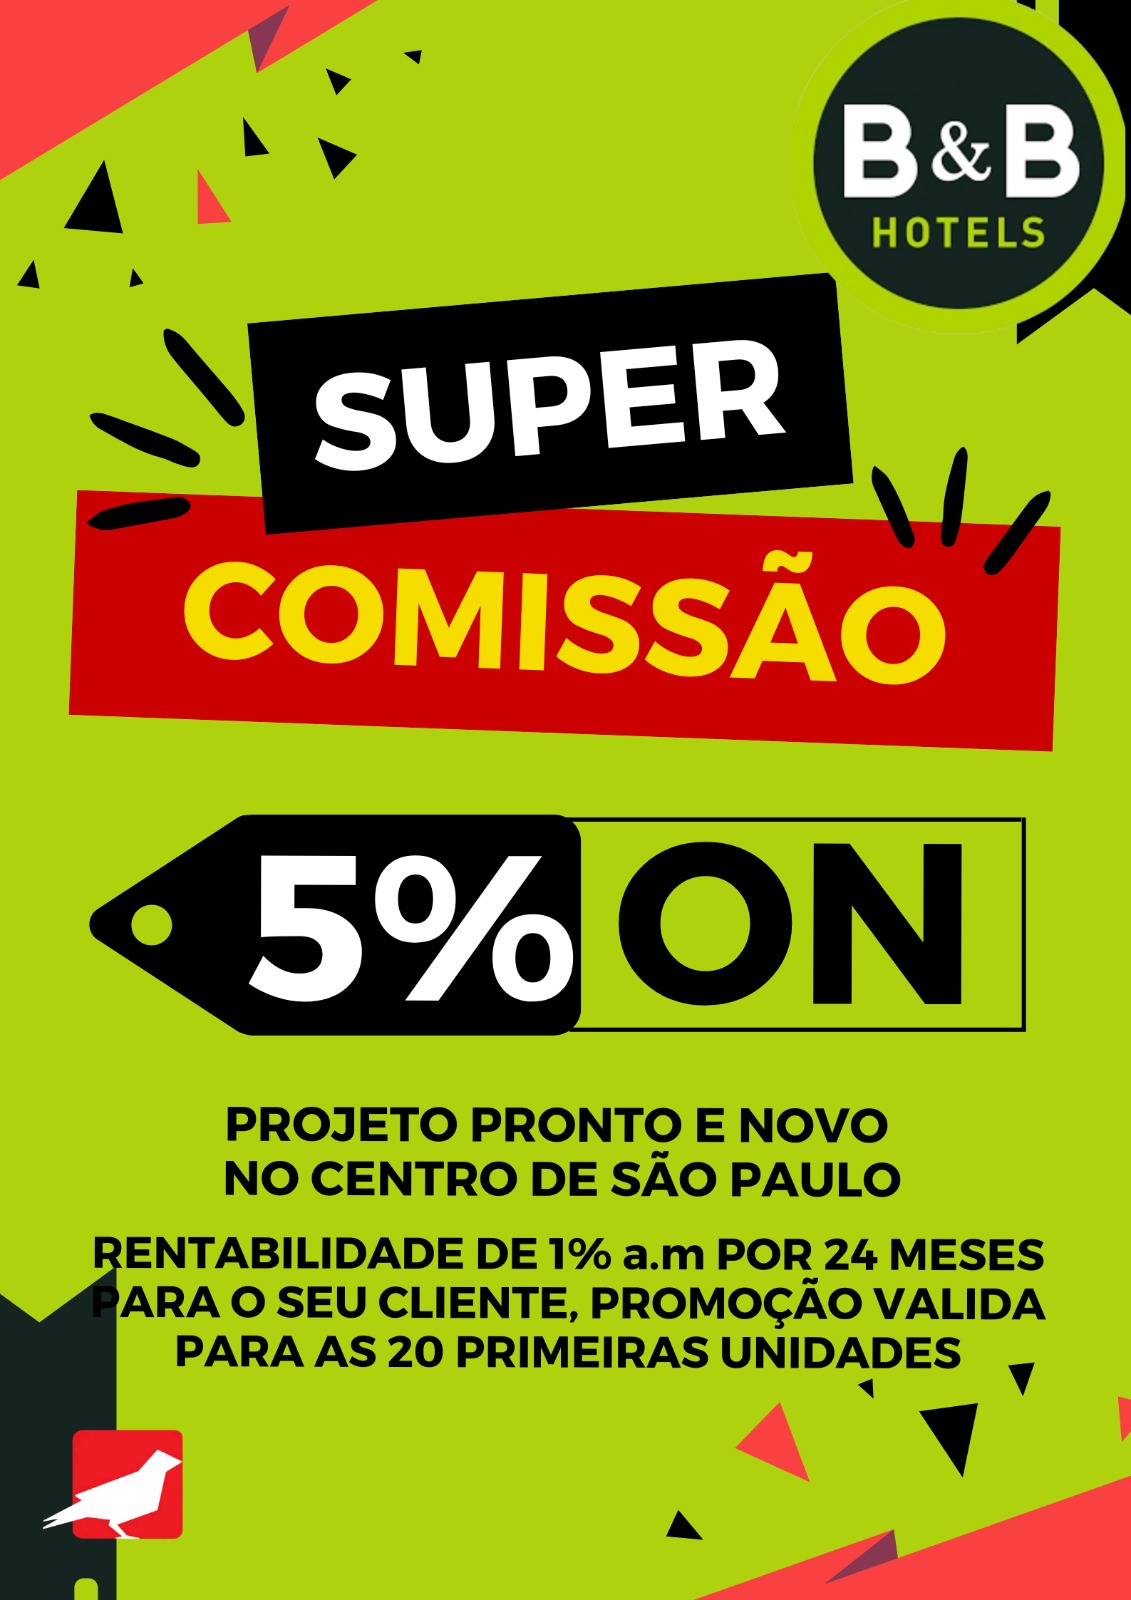 B&B
HOTELS
SUPER
COMISSÃO
5% ON
PROJETO PRONTO E NOVO
NO CENTRO DE SÃO PAULO
RENTABILIDADE DE 1% a.m POR 24 MESES
PARA O SEU CLIENTE, PROMOÇÃO VALIDA
PARA AS 20 PRIMEIRAS UNIDADES